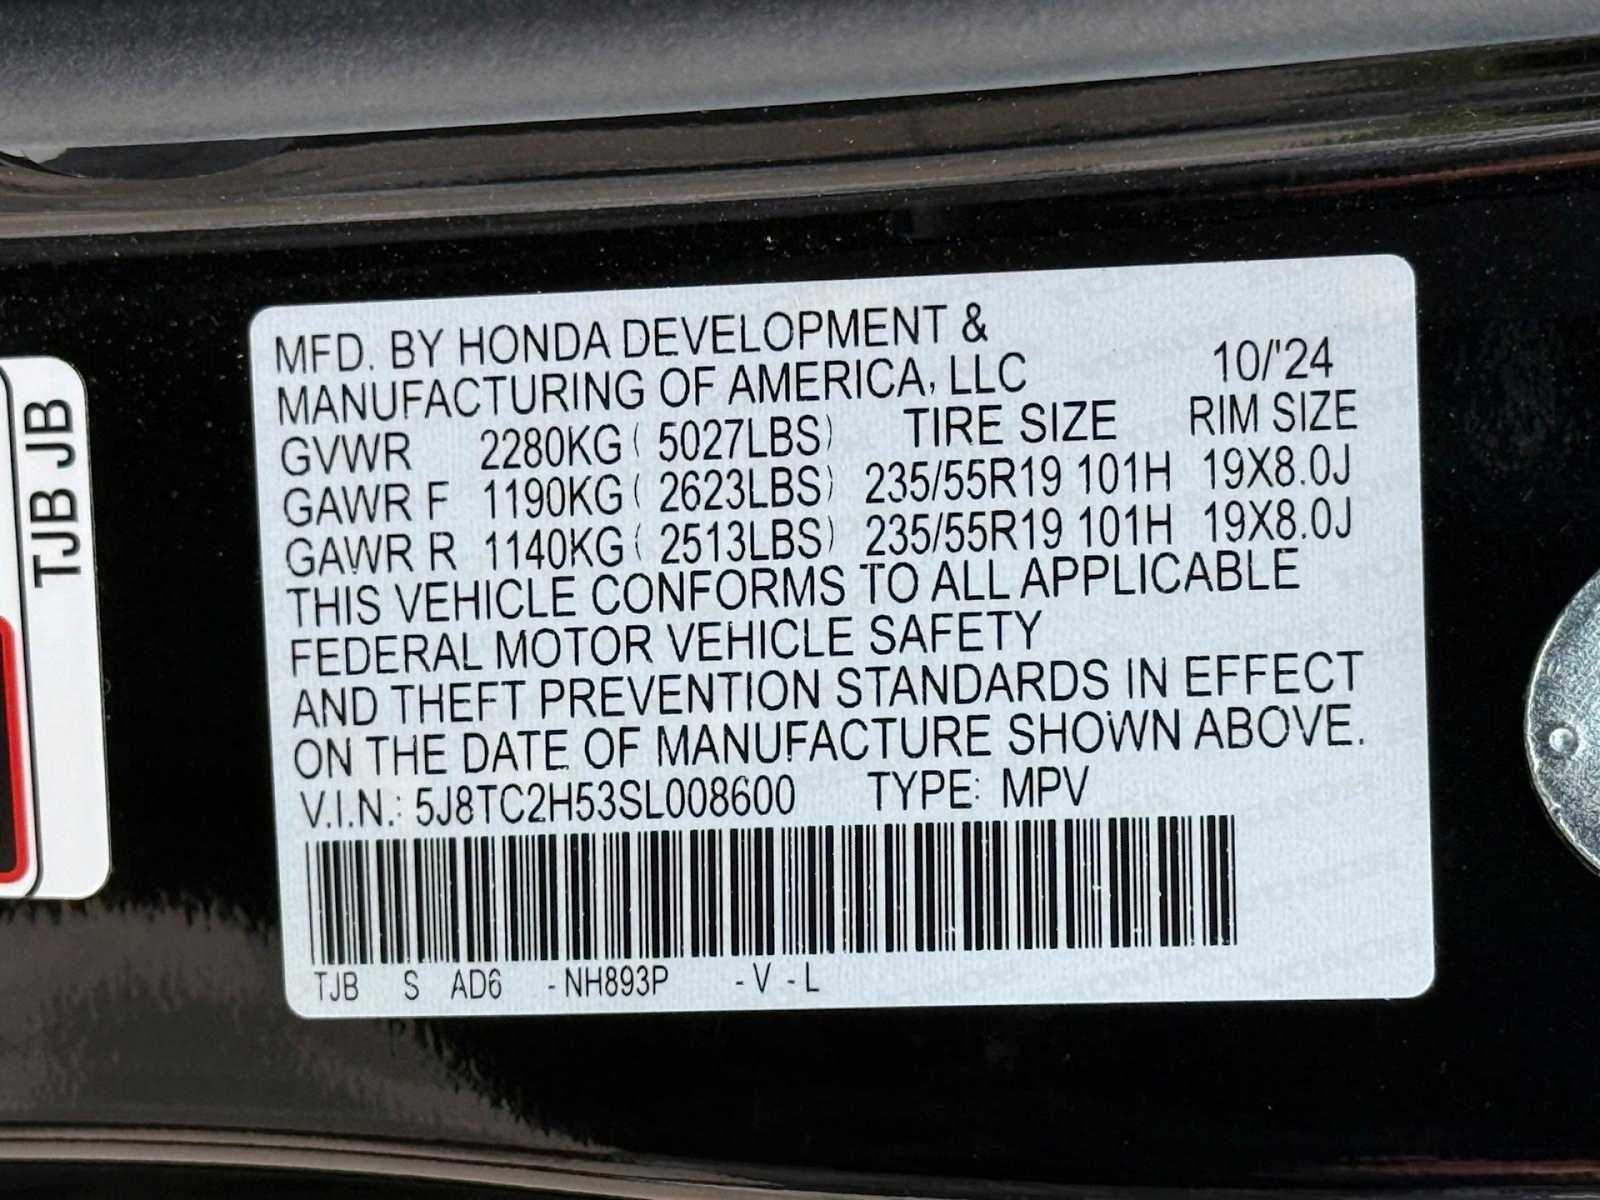 MFD. BY HONDA DEVELOPMENT &
MANUFACTURING OF AMERICA, LLC 10/'24
GVWR 2280KG ( 5027LBS) TIRE SIZE RIM SIZE
GAWR F 1190KG ( 2623LBS) 235/55R19 101H 19X8.0J
GAWR R 1140KG ( 2513LBS) 235/55R19 101H 19X8.0J
THIS VEHICLE CONFORMS TO ALL APPLICABLE
FEDERAL MOTOR VEHICLE SAFETY
AND THEFT PREVENTION STANDARDS IN EFFECT
ON THE DATE OF MANUFACTURE SHOWN ABOVE.
V.I.N.: 5J8TC2H53SL008600 TYPE: MPV
TJB S AD6 -NH893P -V -L
TJB JB